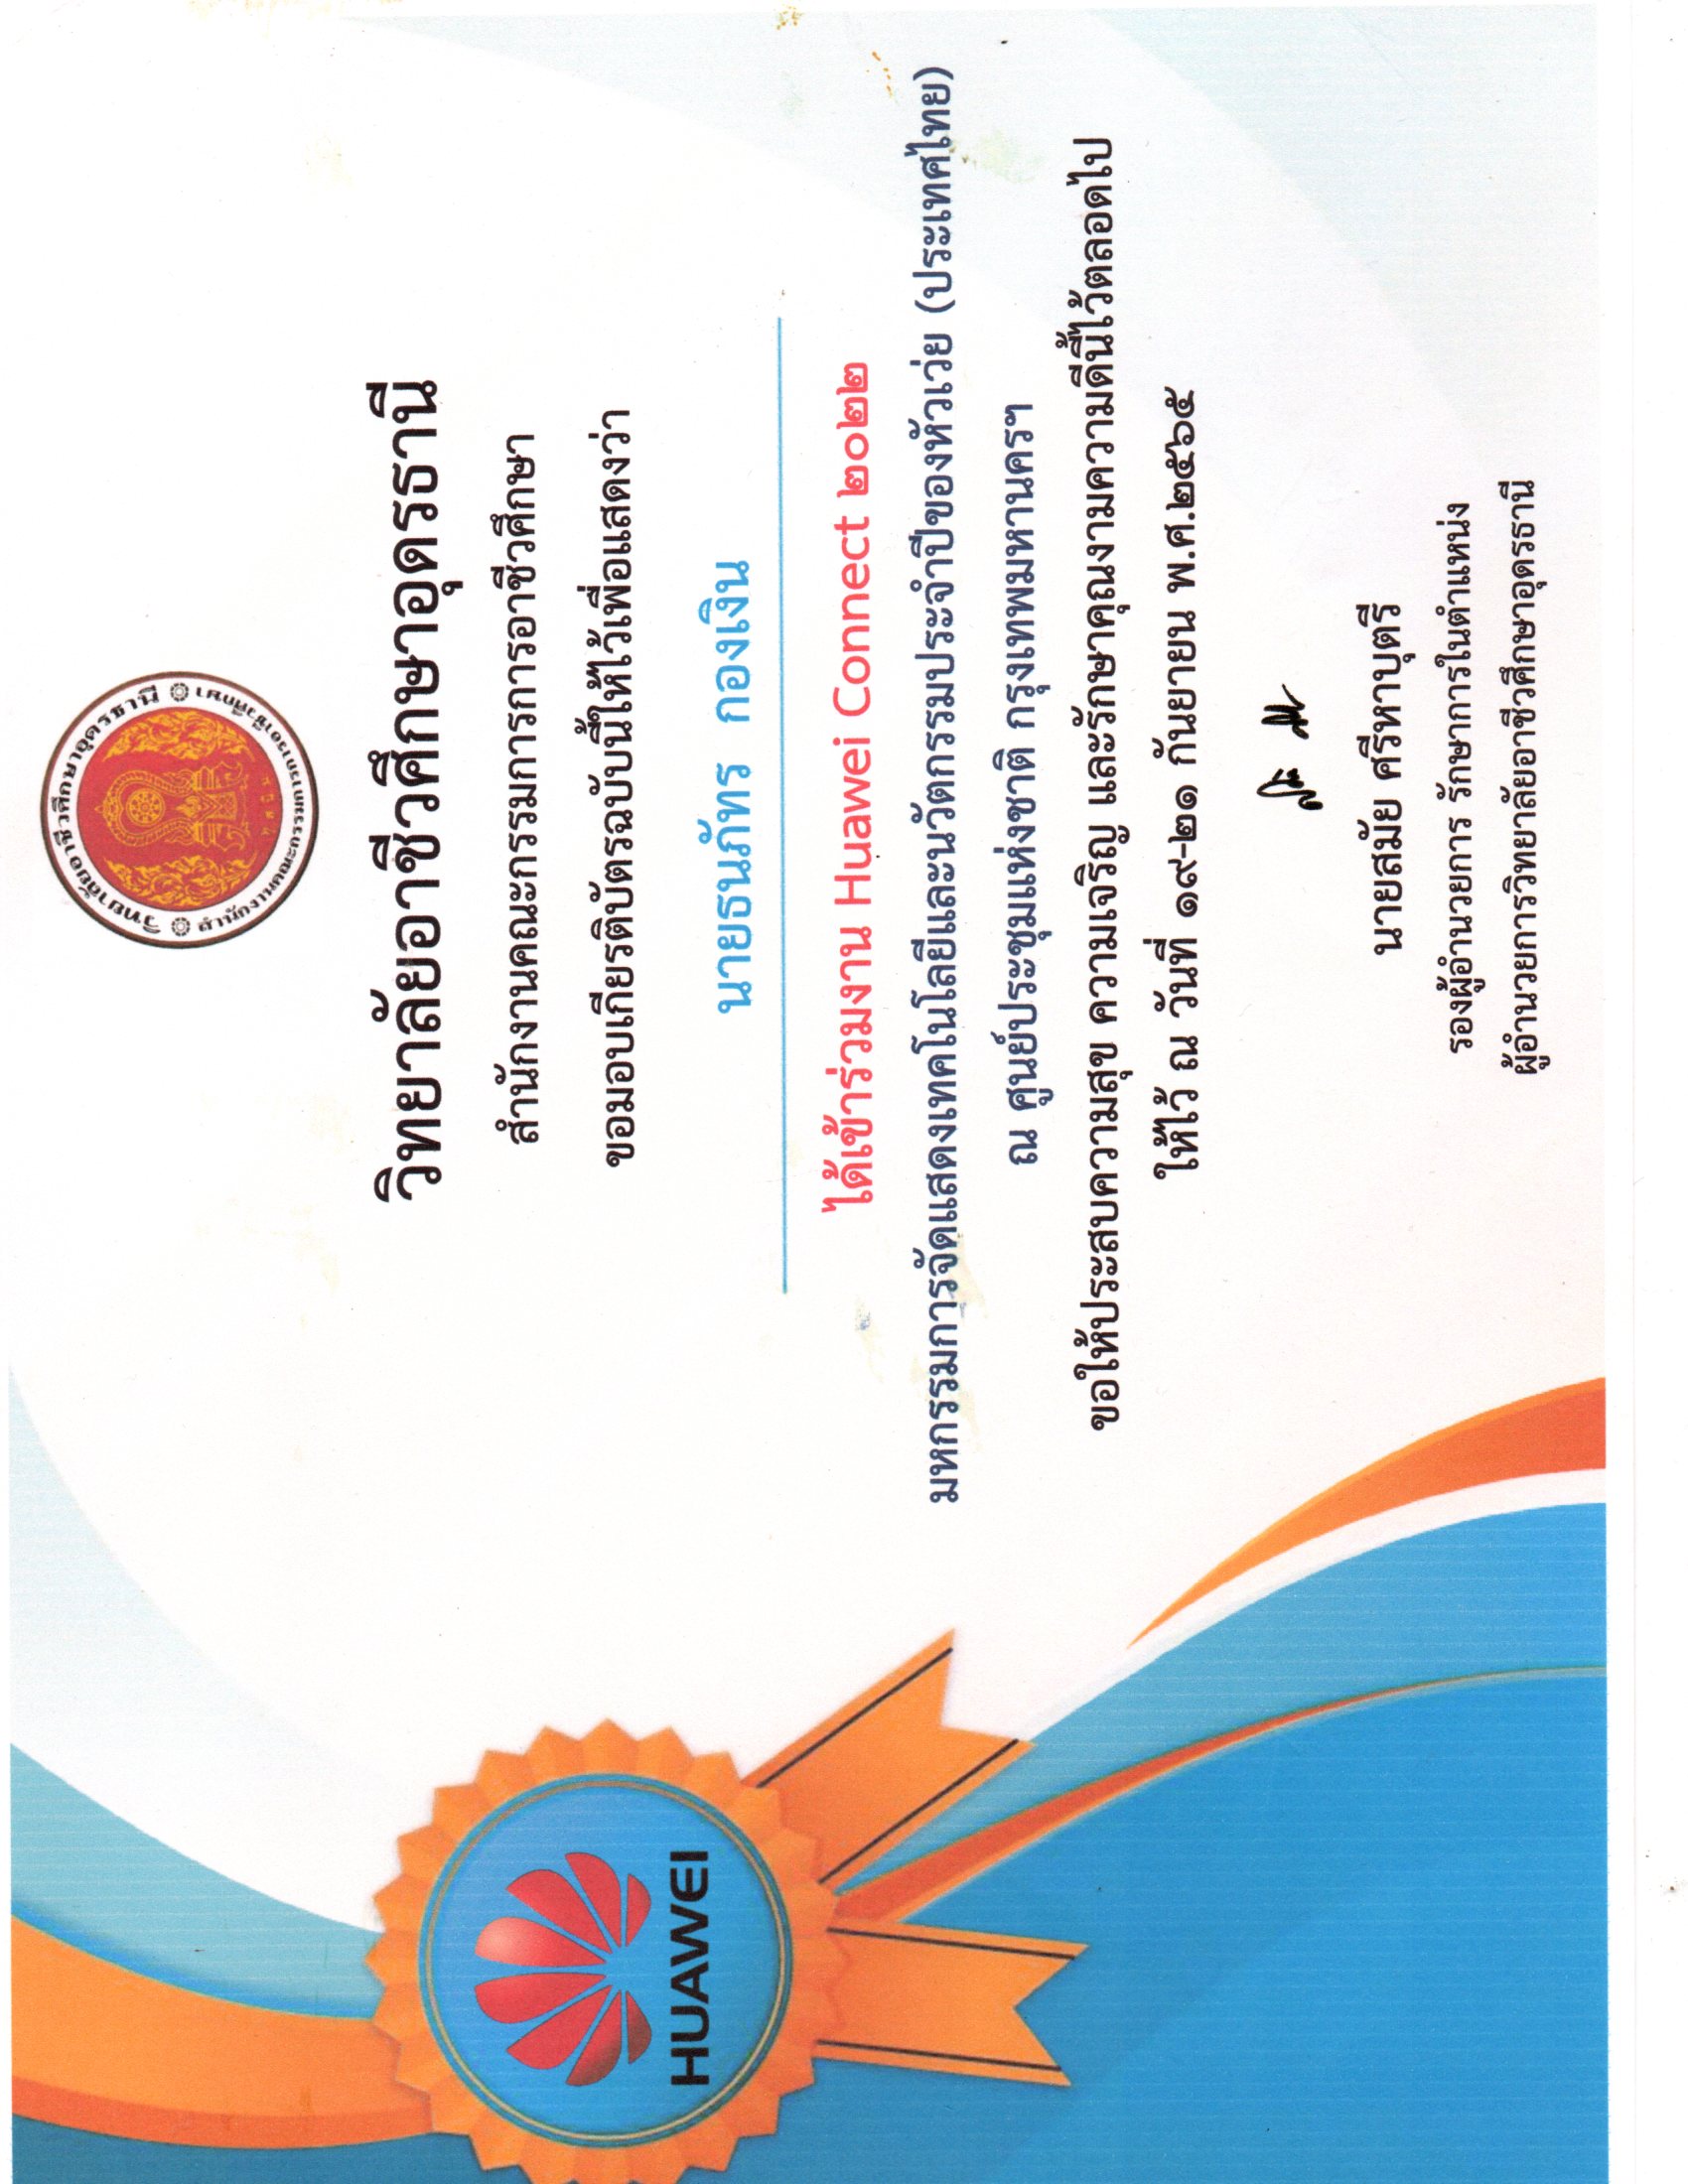 วิทยาลัยอาชีวศึกษาอุดรธานี
สำนักงานคณะกรรมการการอาชีวศึกษา
วิทยาลัยอาชีวศึกษาอุดรธานี
สำนักงานคณะกรรมการการอาชีวศึกษา
ขอมอบเกียรติบัตรฉบับนี้ให้ไว้เพื่อแสดงว่า
HUAWEI
นายธนภัทร กองเงิน
ได้เข้าร่วมงาน Huawei Connect ๒๐๒๒
มหกรรมการจัดแสดงเทคโนโลยีและนวัตกรรมประจำปีของหัวเว่ย (ประเทศไทย)
ณ ศูนย์ประชุมแห่งชาติ กรุงเทพมหานครฯ
ขอให้ประสบความสุข ความเจริญ และรักษาคุณงามความดีนี้ไว้ตลอดไป
ให้ไว้ ณ วันที่ ๑๙-๒๑ กันยายน พ.ศ.๒๕๖๕
นายสมัย ศรีหาบุตรี
รองผู้อำนวยการ รักษาการในตำแหน่ง
ผู้อำนวยการวิทยาลัยอาชีวศึกษาอุดรธานี